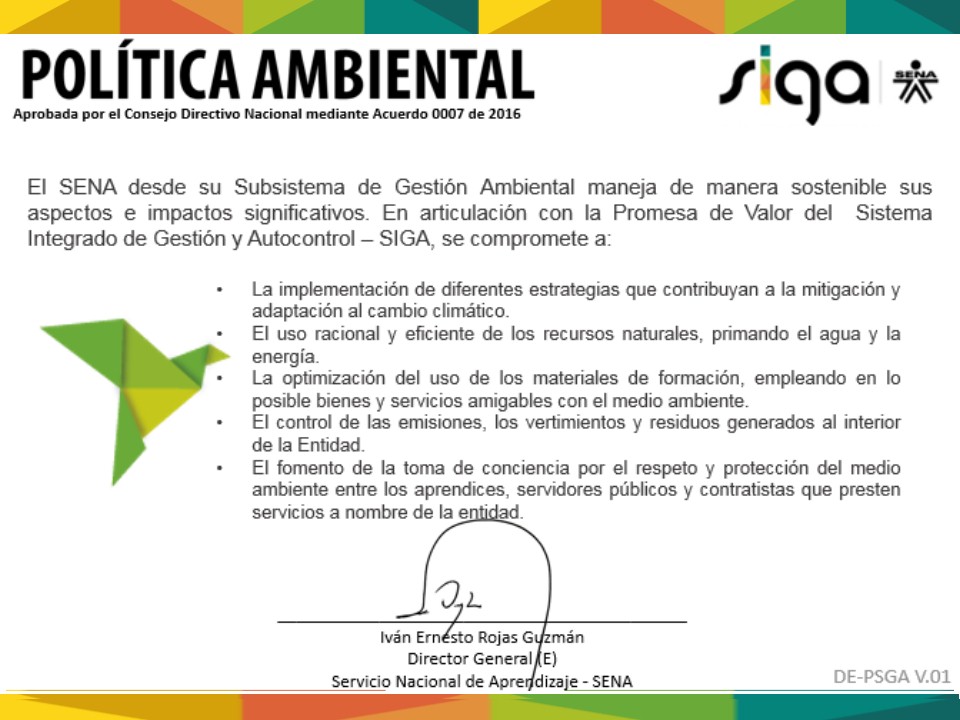 POLÍTICA AMBIENTAL
Aprobada por el Consejo Directivo Nacional mediante Acuerdo 0007 de 2016
siga
SENA
El SENA desde su Subsistema de Gestión Ambiental maneja de manera sostenible sus
aspectos e impactos significativos. En articulación con la Promesa de Valor del Sistema
Integrado de Gestión y Autocontrol – SIGA, se compromete a:
• La implementación de diferentes estrategias que contribuyan a la mitigación y
adaptación al cambio climático.
• El uso racional y eficiente de los recursos naturales, primando el agua y la
energía.
• La optimización del uso de los materiales de formación, empleando en lo
posible bienes y servicios amigables con el medio ambiente.
• El control de las emisiones, los vertimientos y residuos generados al interior
de la Entidad.
• El fomento de la toma de conciencia por el respeto y protección del medio
ambiente entre los aprendices, servidores públicos y contratistas que presten
servicios a nombre de la entidad.
Iván Ernesto Rojas Guzmán
Director General (E)
Servicio Nacional de Aprendizaje - SENA
DE-PSGA V.01